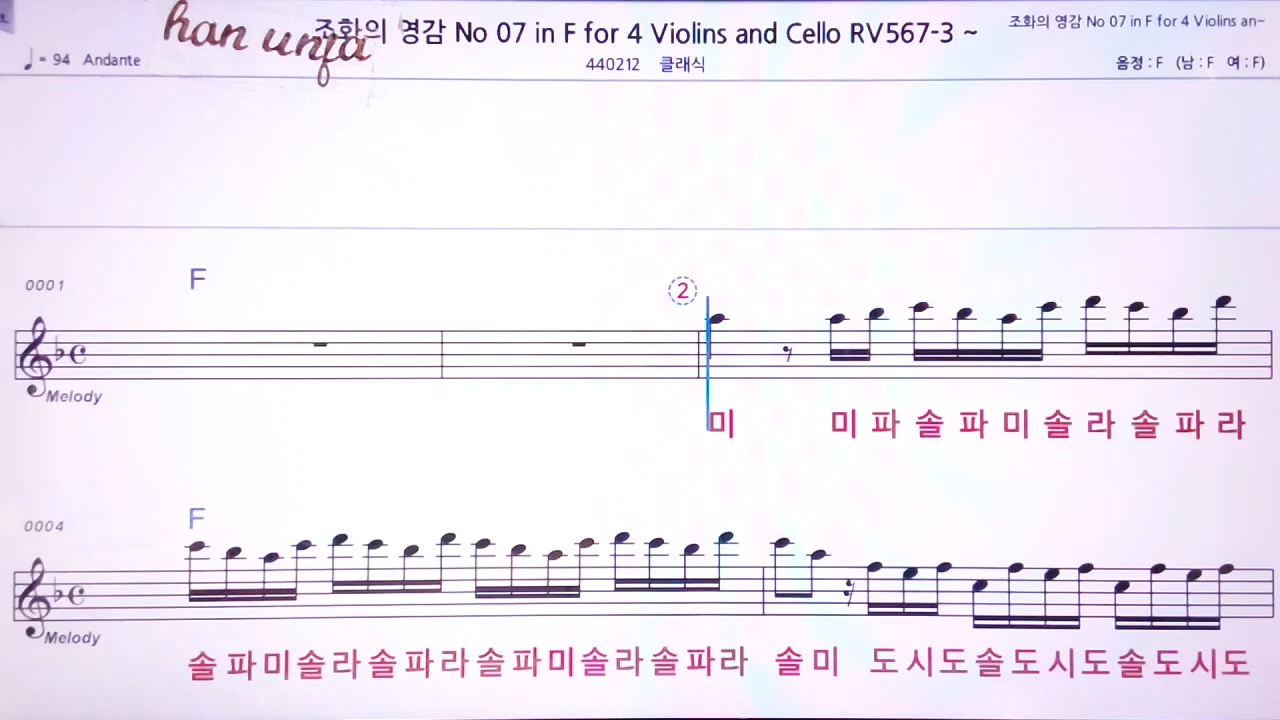 han unja
조화의 영감 No 07 in F for 4 Violins and Cello RV567-3 ~
조화의 영감 No 07 in F for 4 Violins an~
♩= 94 Andante
440212 클래식
음정 : F (남 : F 여 : F)
0001
F
②
Melody
미 미 파 솔 파 미 솔 라 솔 파 라
0004
F
Melody
솔 파 미 솔 라 솔 파 라 솔 파 미 솔 라 솔 파 라 솔 미 도 시 도 솔 도 시 도 솔 도 시 도